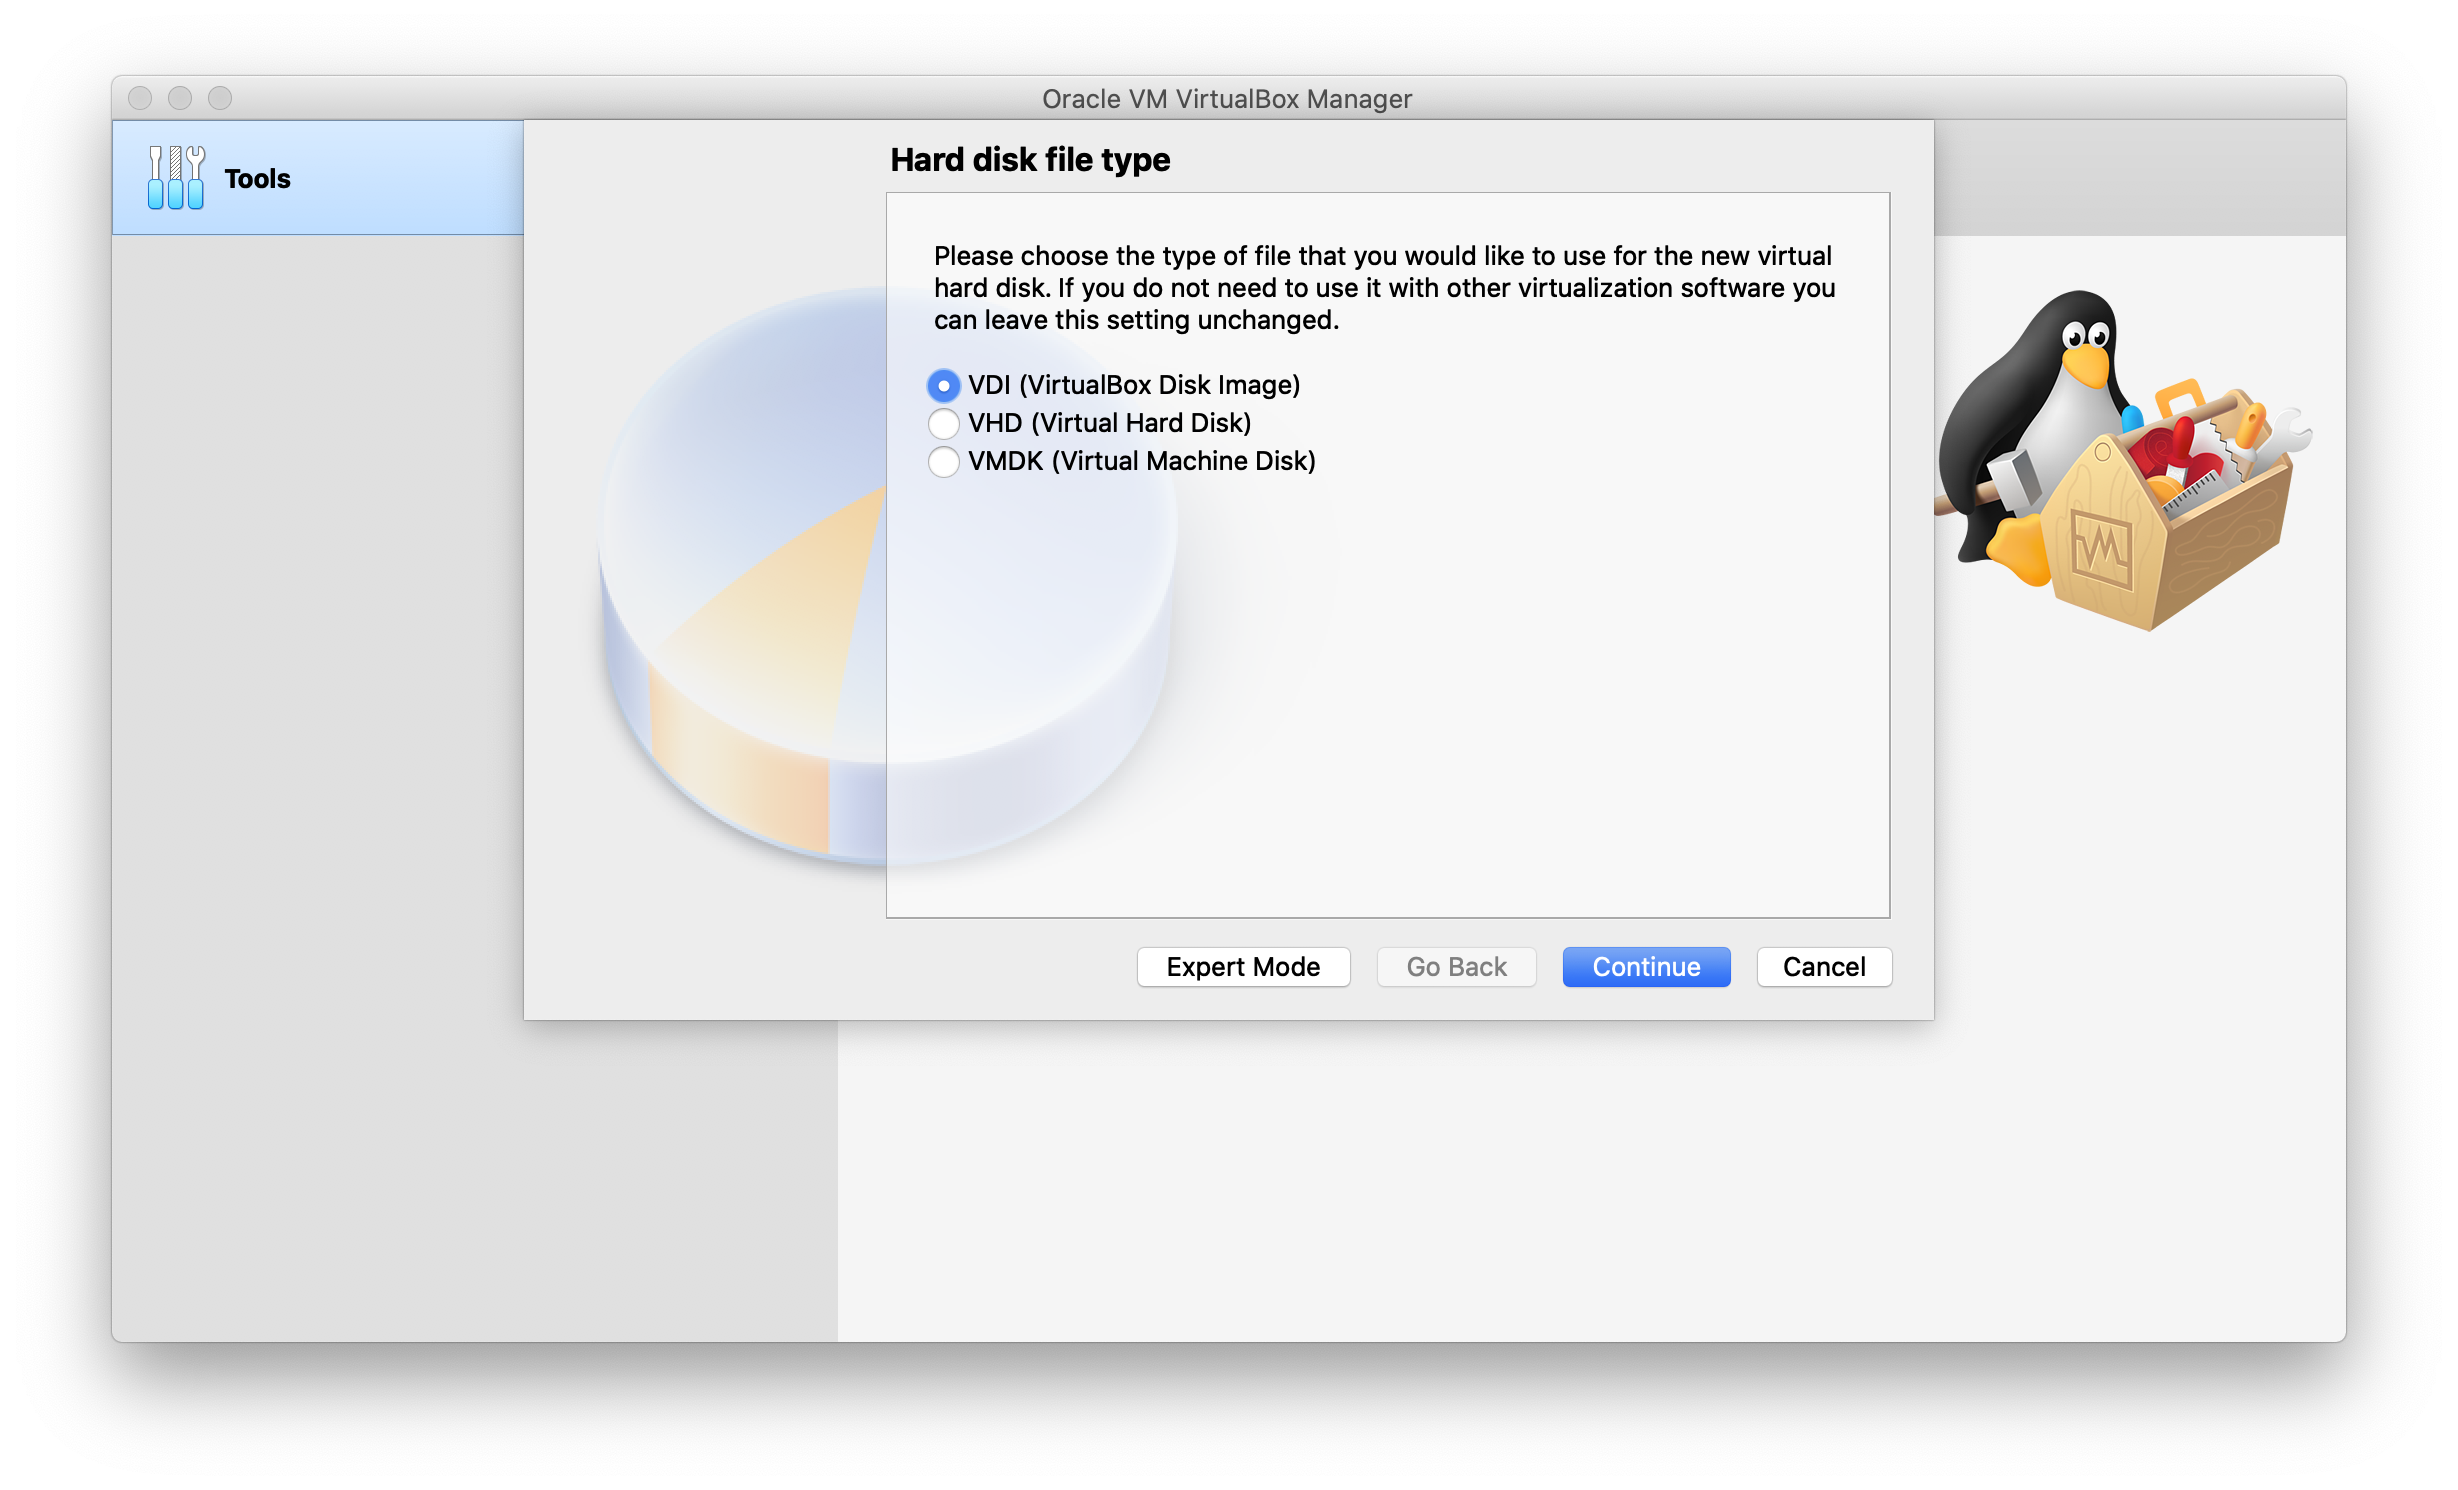 Oracle VM VirtualBox Manager
Tools
Hard disk file type
Please choose the type of file that you would like to use for the new virtual
hard disk. If you do not need to use it with other virtualization software you
can leave this setting unchanged.
VDI (VirtualBox Disk Image)
VHD (Virtual Hard Disk)
VMDK (Virtual Machine Disk)
Expert Mode
Go Back
Continue
Cancel